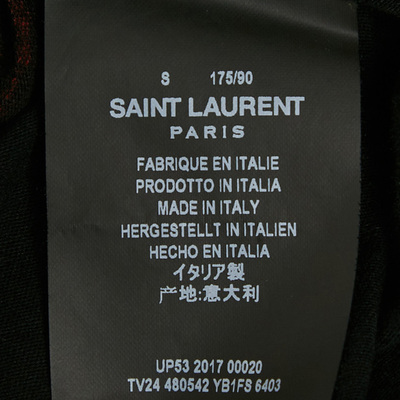 S 175/90
SAINT LAURENT
PARIS
FABRIQUE EN ITALIE
PRODOTTO IN ITALIA
MADE IN ITALY
HERGESTELLT IN ITALIEN
HECHO EN ITALIA
イタリア製
产地:意大利
UP53 2017 00020
TV24 480542 YB1FS 6403